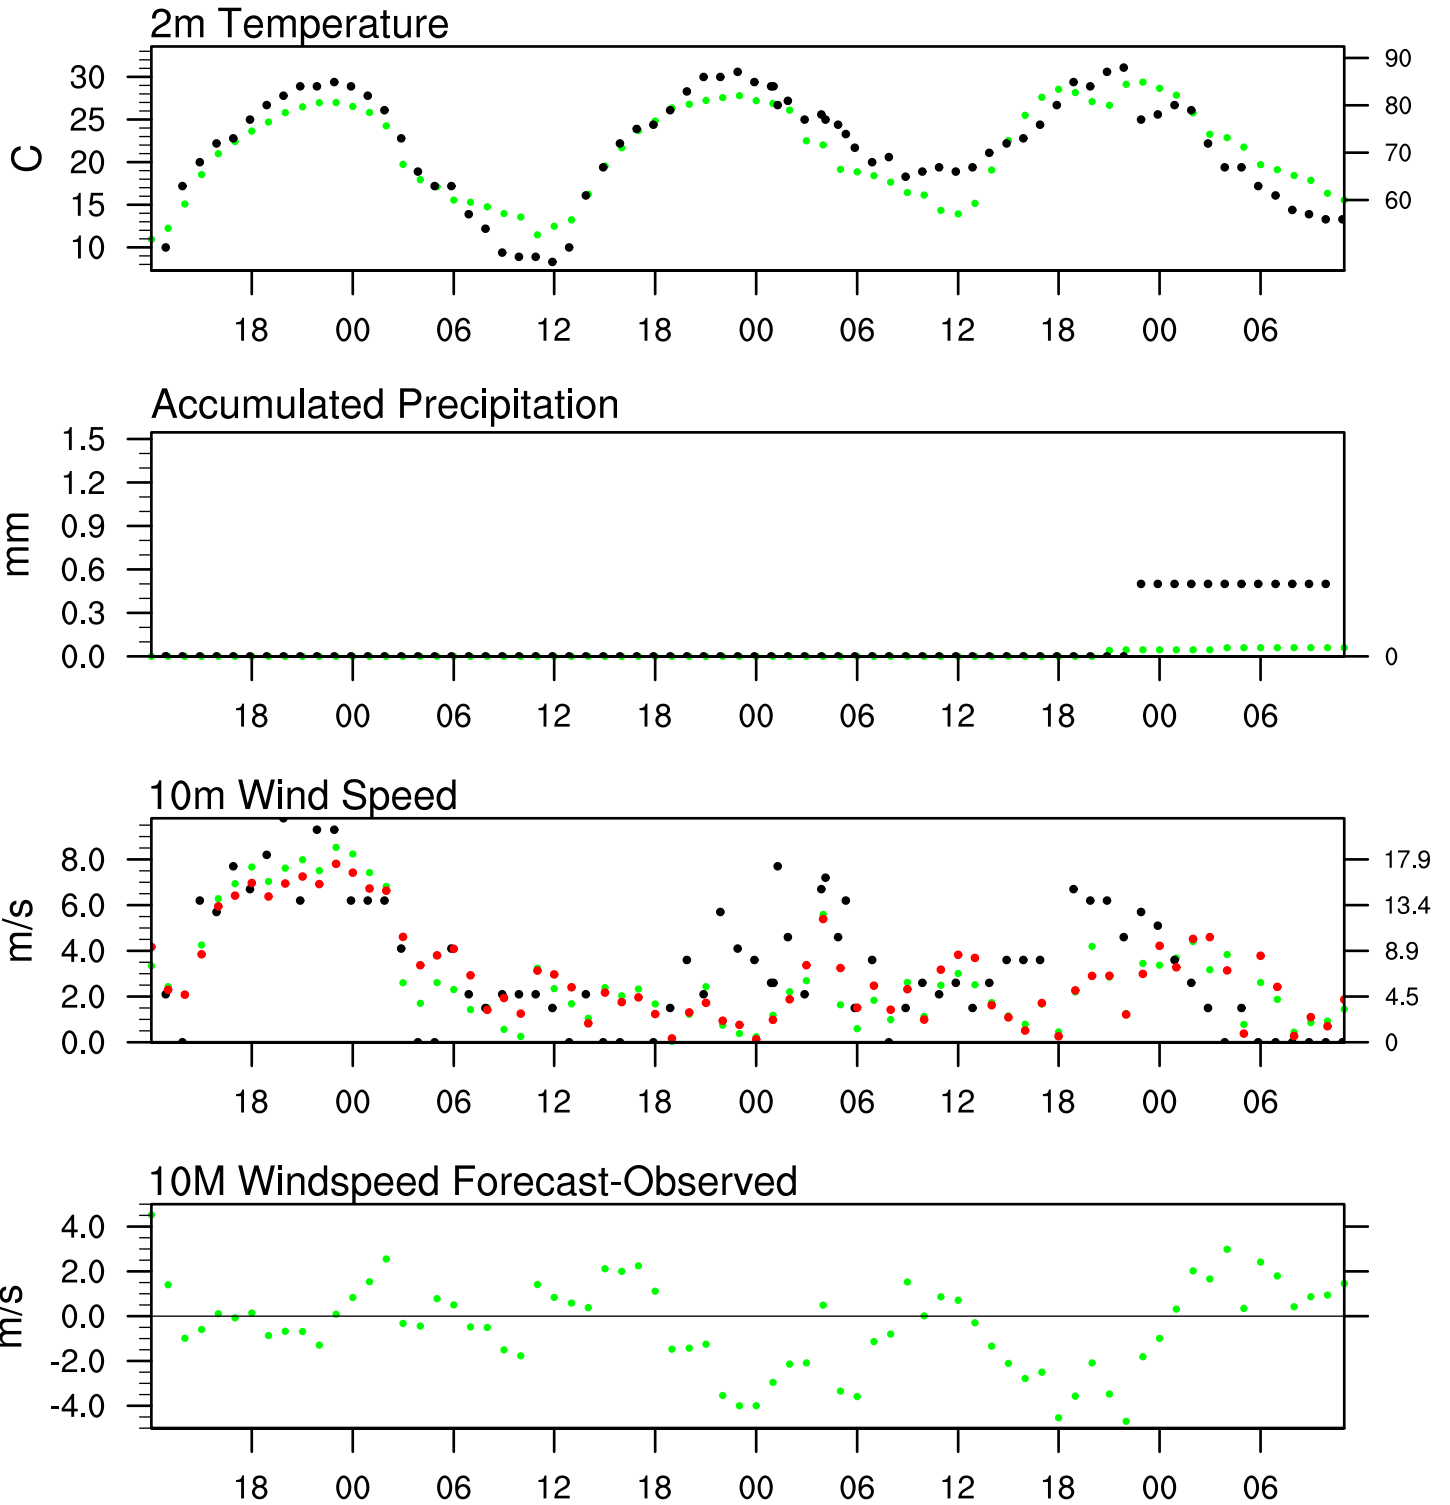 2m Temperature
30
25
20
15
10
C
90
80
70
60
18 00 06 12 18 00 06 12 18 00 06
Accumulated Precipitation
1.5
1.2
0.9
0.6
0.3
0.0
mm
0
18 00 06 12 18 00 06 12 18 00 06
10m Wind Speed
8.0
6.0
4.0
2.0
0.0
m/s
17.9
13.4
8.9
4.5
0
18 00 06 12 18 00 06 12 18 00 06
10M Windspeed Forecast-Observed
4.0
2.0
0.0
-2.0
-4.0
m/s
18 00 06 12 18 00 06 12 18 00 06